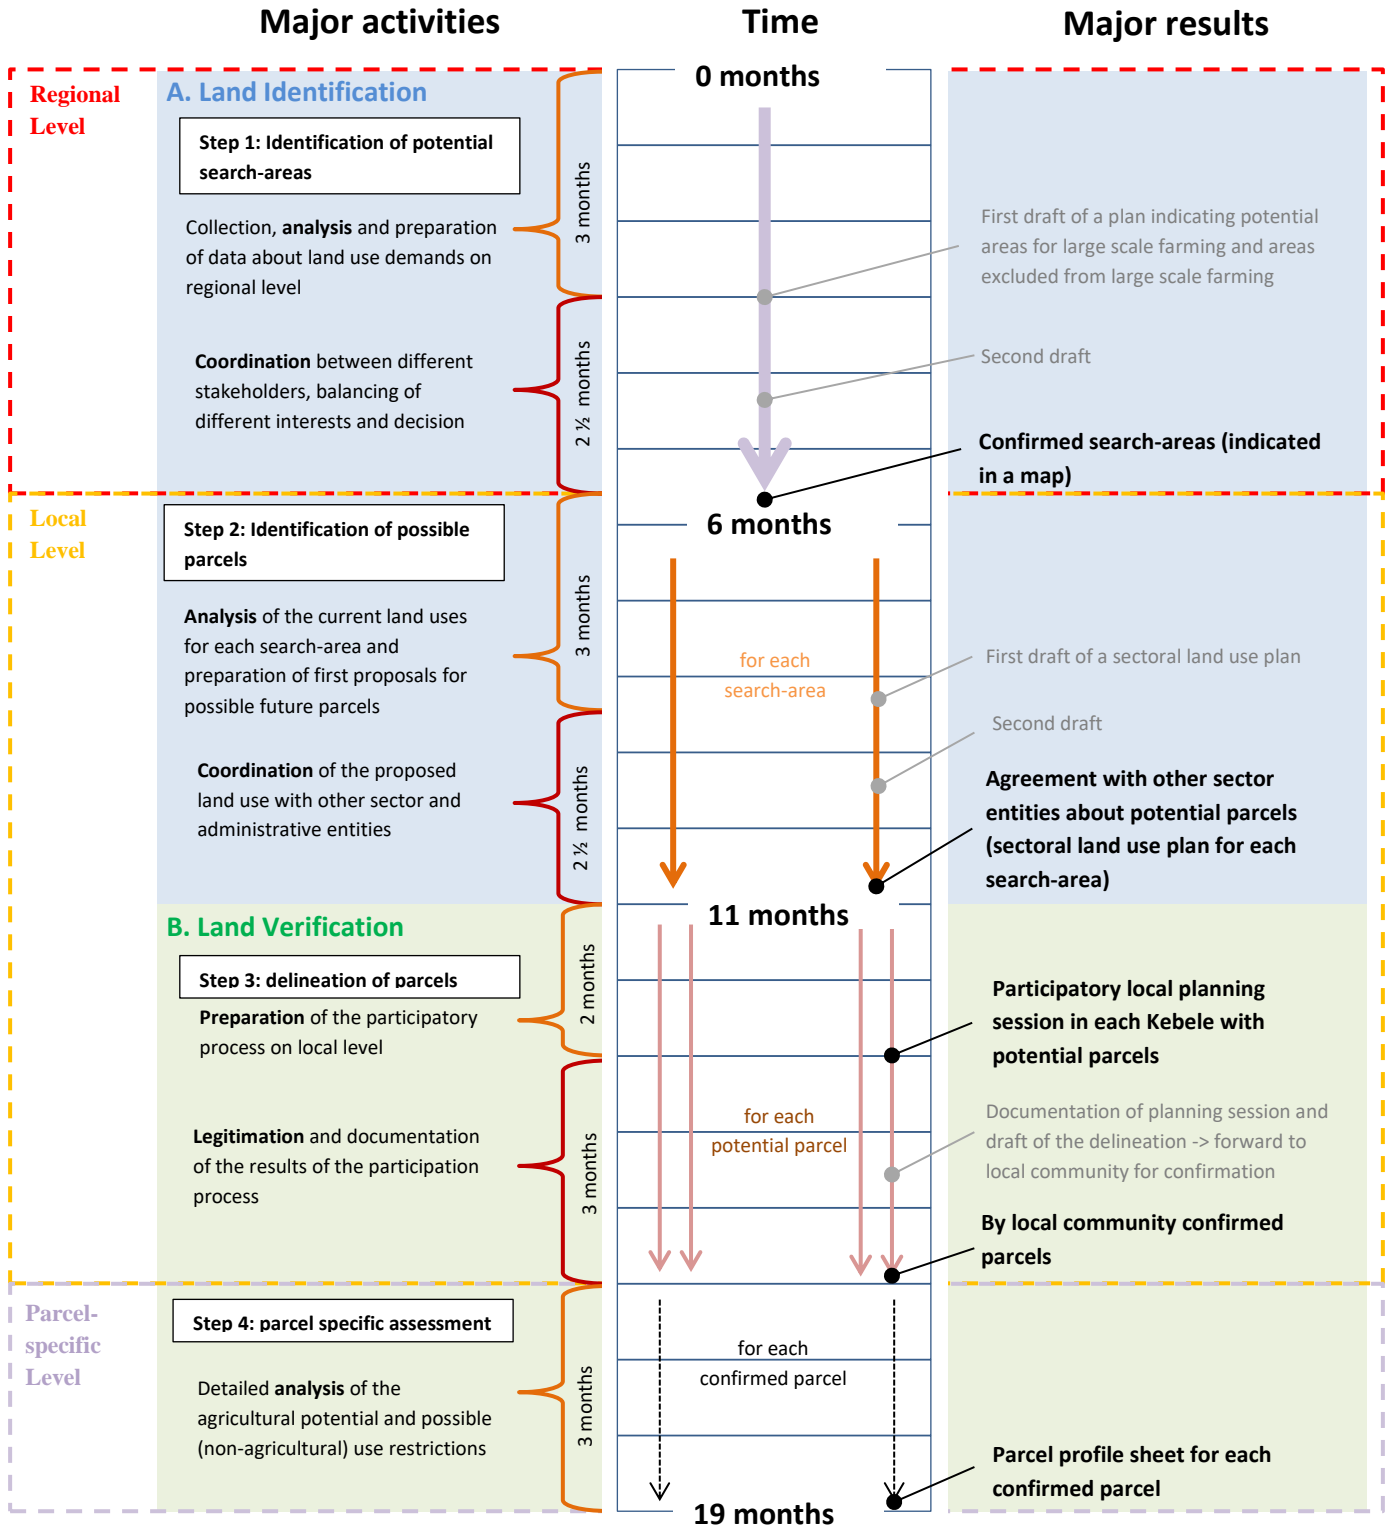 Major activities
Time
Major results
Regional
Level
A. Land Identification
Step 1: Identification of potential
search-areas
Collection, analysis and preparation
of data about land use demands on
regional level
3 months
Coordination between different
stakeholders, balancing of
different interests and decision
2 ½ months
0 months
First draft of a plan indicating potential
areas for large scale farming and areas
excluded from large scale farming
Second draft
Confirmed search-areas (indicated
in a map)
Local
Level
Step 2: Identification of possible
parcels
Analysis of the current land uses
for each search-area and
preparation of first proposals for
possible future parcels
3 months
Coordination of the proposed
land use with other sector and
administrative entities
2 ½ months
6 months
for each
search-area
First draft of a sectoral land use plan
Second draft
Agreement with other sector
entities about potential parcels
(sectoral land use plan for each
search-area)
B. Land Verification
Step 3: delineation of parcels
Preparation of the participatory
process on local level
2 months
Legitimation and documentation
of the results of the participation
process
3 months
11 months
for each
potential parcel
Participatory local planning
session in each Kebele with
potential parcels
Documentation of planning session and
draft of the delineation -> forward to
local community for confirmation
By local community confirmed
parcels
Parcel-
specific
Level
Step 4: parcel specific assessment
Detailed analysis of the
agricultural potential and possible
(non-agricultural) use restrictions
3 months
for each
confirmed parcel
19 months
Parcel profile sheet for each
confirmed parcel